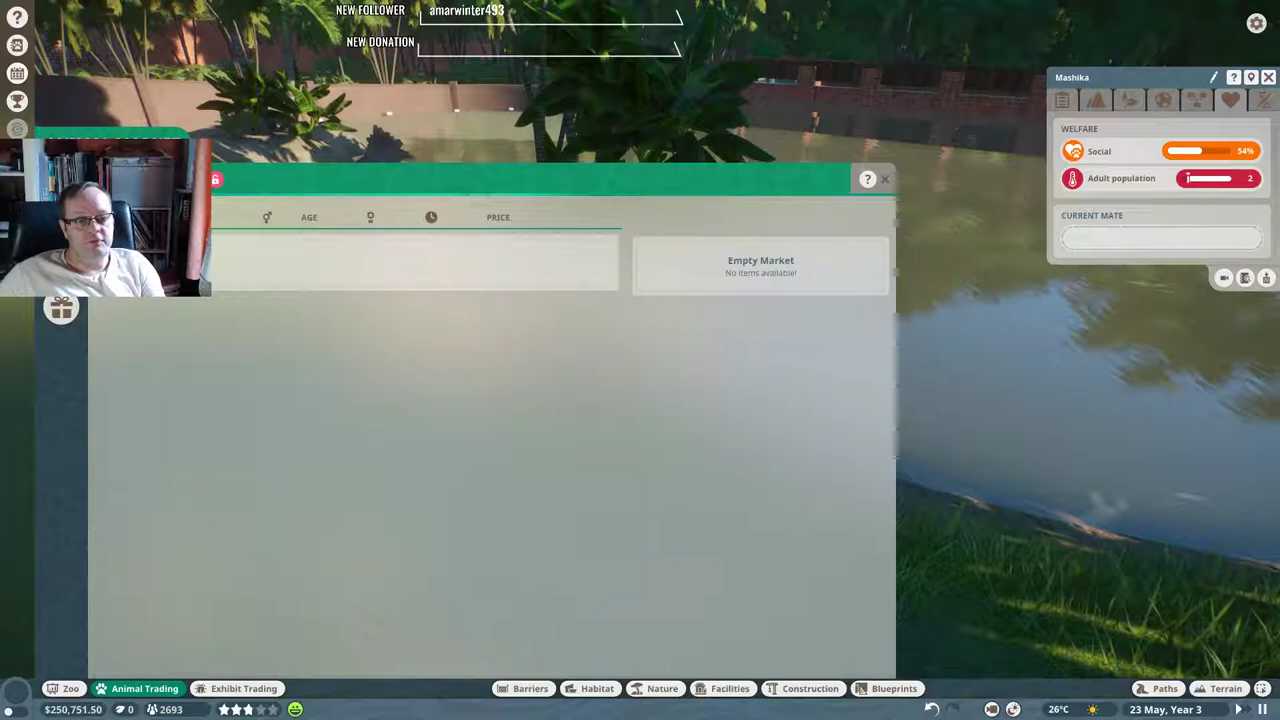 NEW FOLLOWER amarwinter493
NEW DONATION
Mashika
?
WELFARE
Social 54%
Adult population 2
CURRENT MATE
?
AGE PRICE
Empty Market
No items available!
Zoo Animal Trading Exhibit Trading Barriers Habitat Nature Facilities Construction Blueprints Paths Terrain
$250,751.50 0 2693 26°C 23 May, Year 3